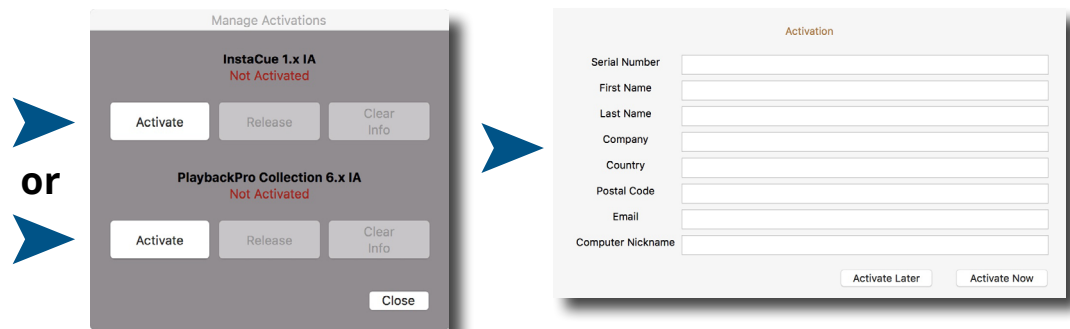 Manage Activations
InstaCue 1.x IA
Not Activated
Activate
Release
Clear
Info
or
PlaybackPro Collection 6.x IA
Not Activated
Activate
Release
Clear
Info
Close
Activation
Serial Number
First Name
Last Name
Company
Country
Postal Code
Email
Computer Nickname
Activate Later
Activate Now